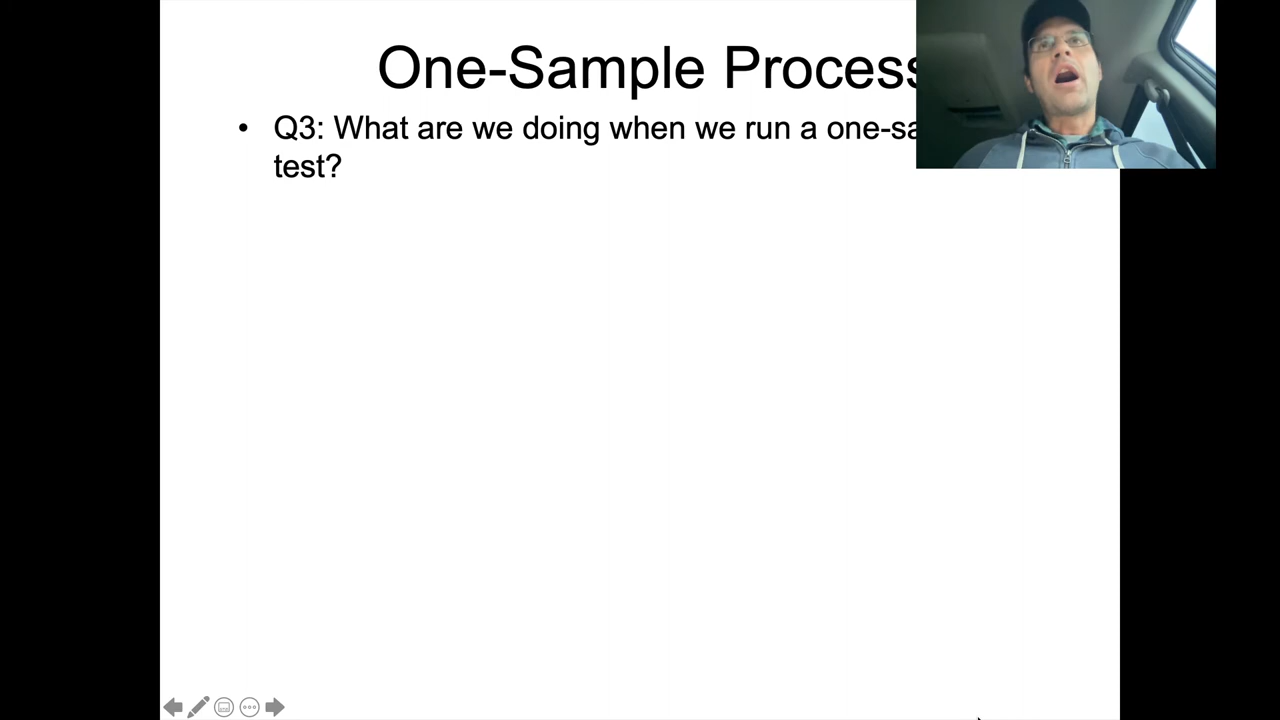 One-Sample Process
• Q3: What are we doing when we run a one-sa
test?